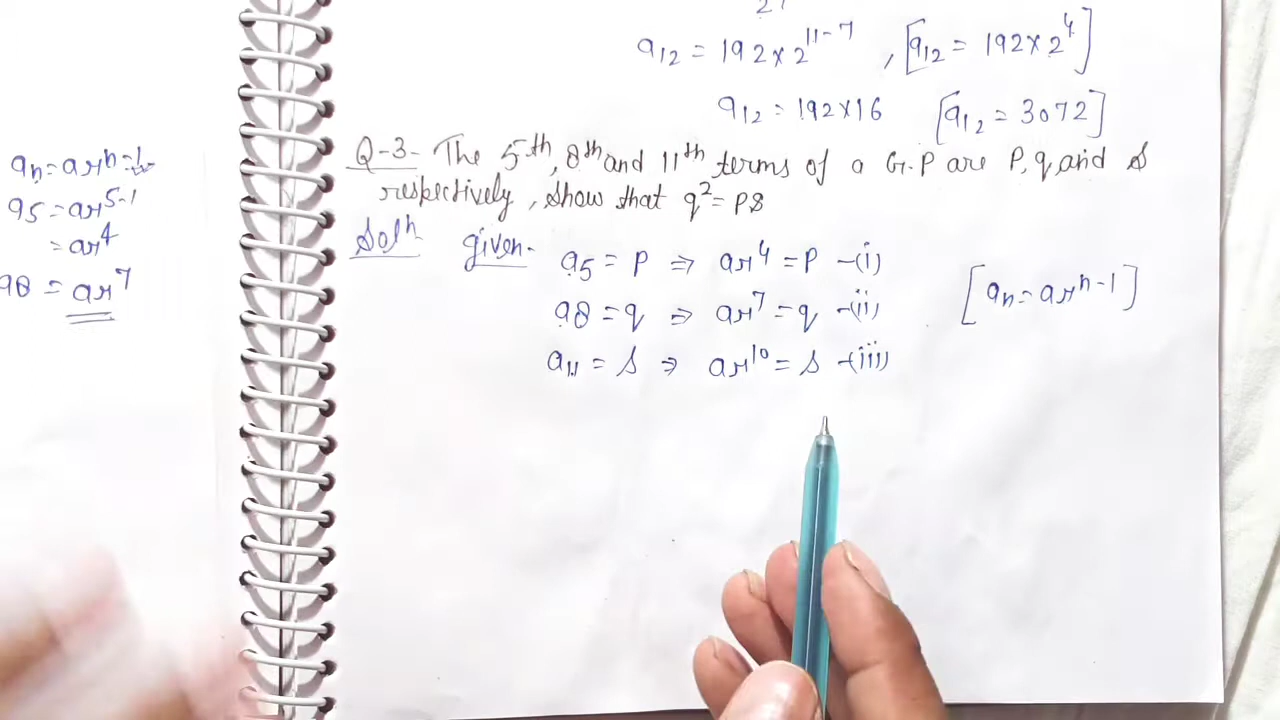 an = ar^n-1
a5 = ar^5-1
= ar^4
a8 = ar^7
a12 = 192 × 2^11-7 , [a12 = 192 × 2^4]
a12 = 192 × 16 [a12 = 3072]
Q-3- The 5th, 8th and 11th terms of a G.P are P, q, and s
respectively, show that q² = Ps
Solⁿ given- a5 = P ⇒ ar^4 = P -(i)
[an = ar^n-1]
a8 = q ⇒ ar^7 = q -(ii)
a11 = s ⇒ ar^10 = s -(iii)